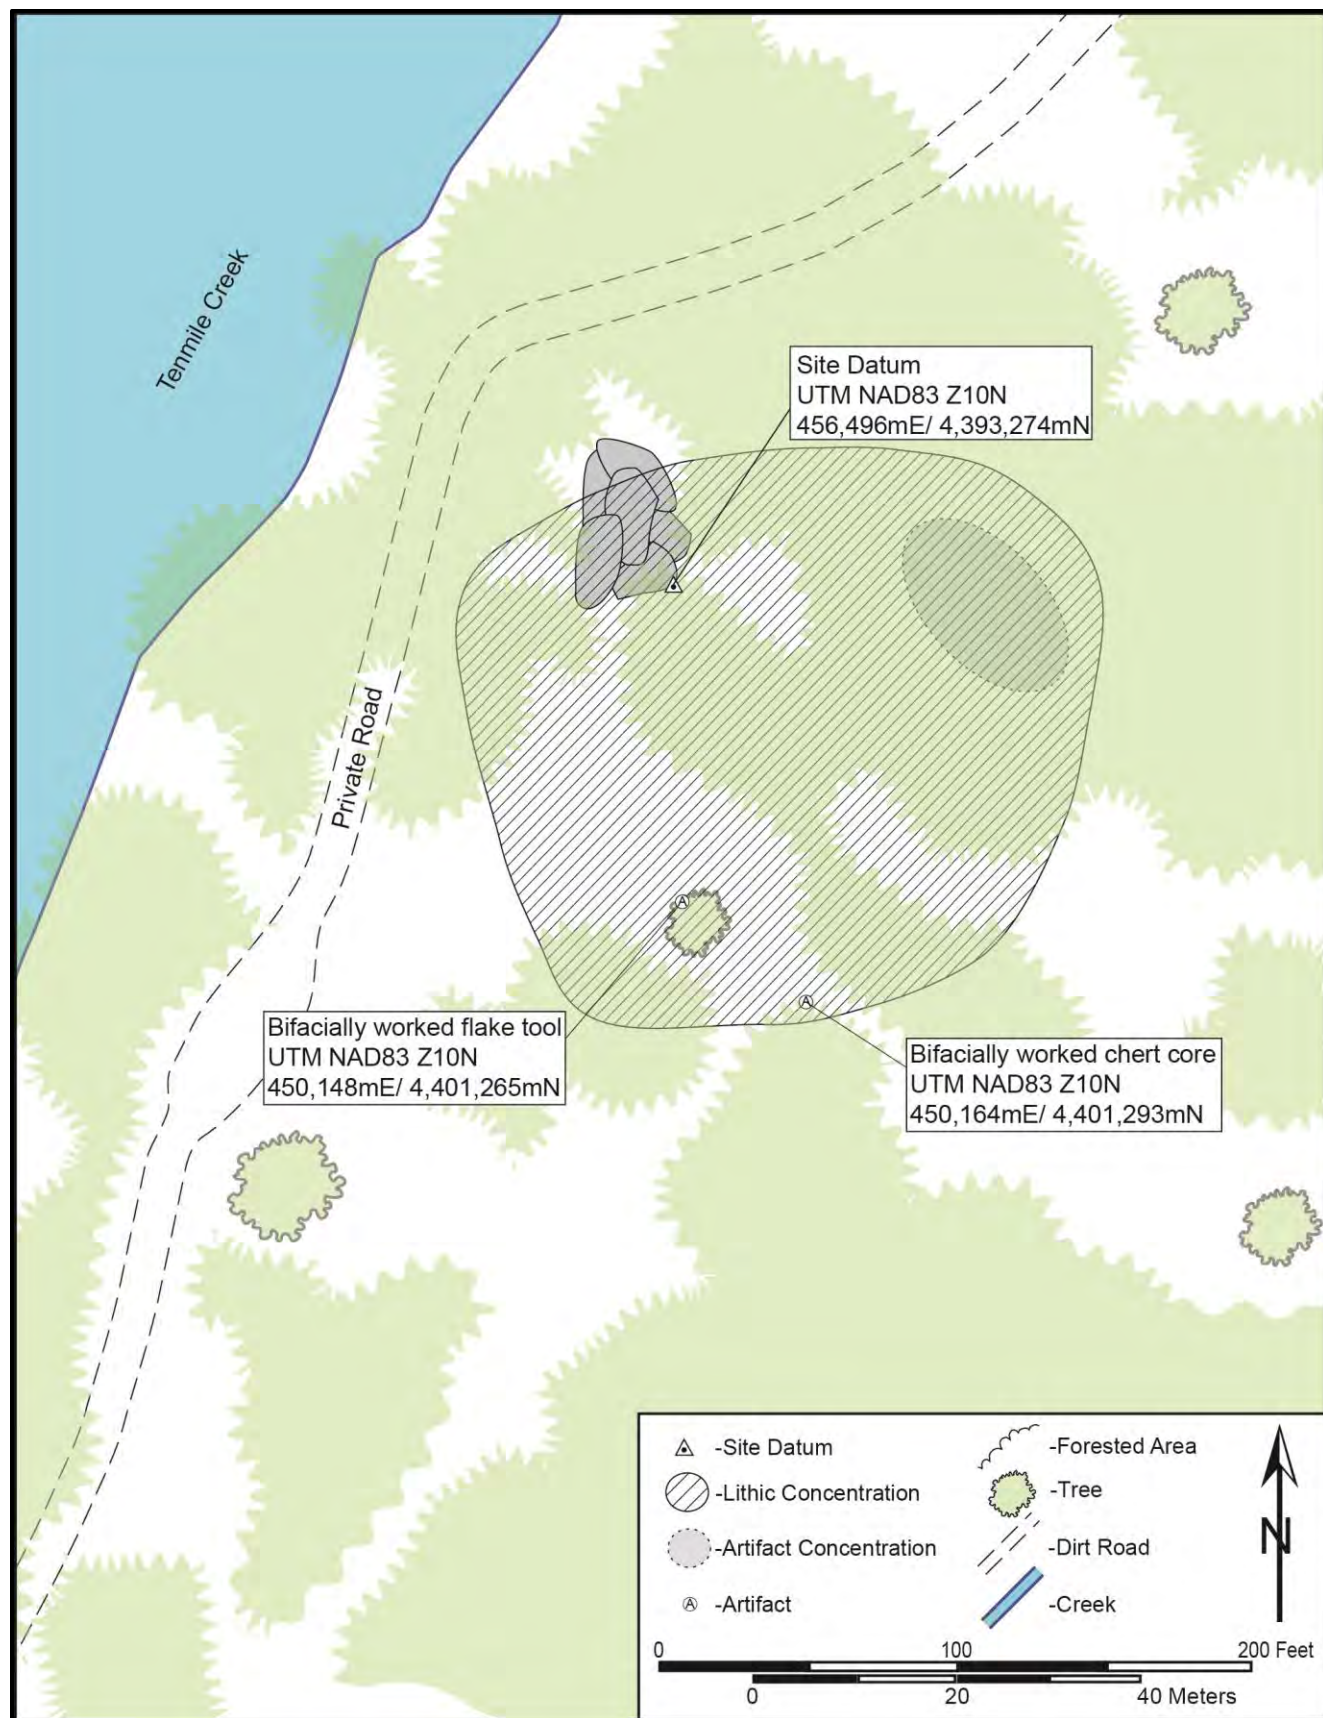 Tenmile Creek
Site Datum
UTM NAD83 Z10N
456,496mE/ 4,393,274mN
Private Road
Bifacially worked flake tool
UTM NAD83 Z10N
450,148mE/ 4,401,265mN
Bifacially worked chert core
UTM NAD83 Z10N
450,164mE/ 4,401,293mN
A
A
-Site Datum
-Lithic Concentration
-Artifact Concentration
A -Artifact
-Forested Area
-Tree
-Dirt Road
-Creek
N
0 100 200 Feet
0 20 40 Meters